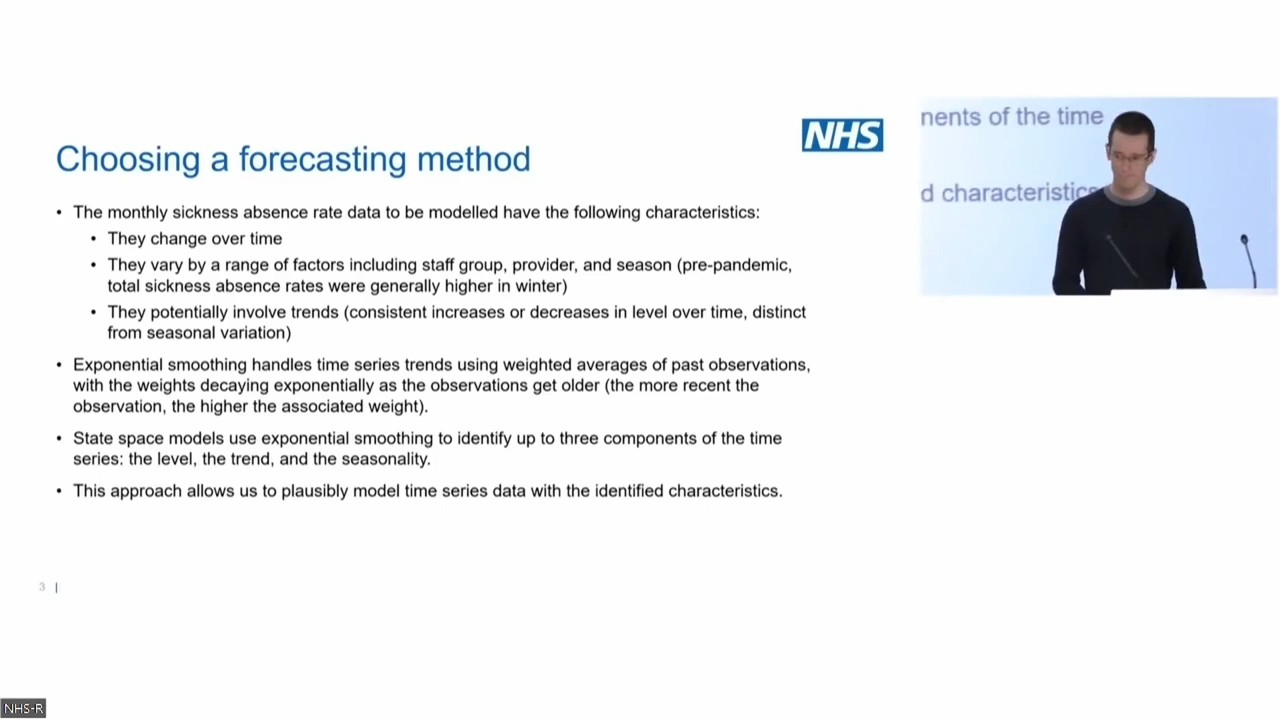 NHS
Choosing a forecasting method
• The monthly sickness absence rate data to be modelled have the following characteristics:
• They change over time
• They vary by a range of factors including staff group, provider, and season (pre-pandemic,
total sickness absence rates were generally higher in winter)
• They potentially involve trends (consistent increases or decreases in level over time, distinct
from seasonal variation)
• Exponential smoothing handles time series trends using weighted averages of past observations,
with the weights decaying exponentially as the observations get older (the more recent the
observation, the higher the associated weight).
• State space models use exponential smoothing to identify up to three components of the time
series: the level, the trend, and the seasonality.
• This approach allows us to plausibly model time series data with the identified characteristics.
3 |
nents of the time
d characteristics
NHS-R